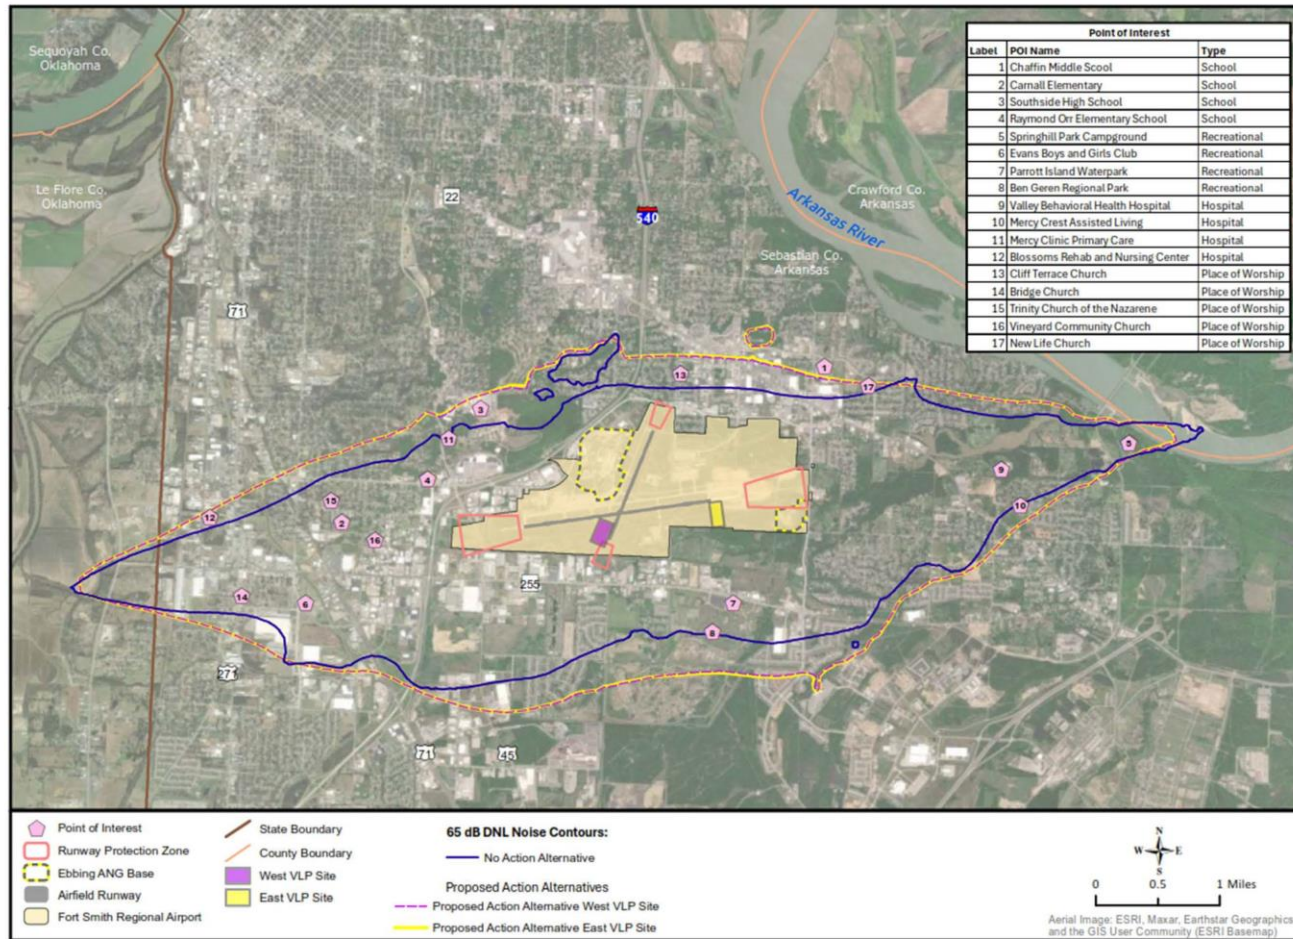 Sequoyah Co.
Oklahoma
Le Flore Co.
Oklahoma
71
22
540
Arkansas River
Crawford Co.
Arkansas
Sebastian Co.
Arkansas
Point of Interest
Label POI Name Type
1 Chaffin Middle Scool School
2 Carnall Elementary School
3 Southside High School School
4 Raymond Orr Elementary School School
5 Springhill Park Campground Recreational
6 Evans Boys and Girls Club Recreational
7 Parrott Island Waterpark Recreational
8 Ben Geren Regional Park Recreational
9 Valley Behavioral Health Hospital Hospital
10 Mercy Crest Assisted Living Hospital
11 Mercy Clinic Primary Care Hospital
12 Blossoms Rehab and Nursing Center Hospital
13 Cliff Terrace Church Place of Worship
14 Bridge Church Place of Worship
15 Trinity Church of the Nazarene Place of Worship
16 Vineyard Community Church Place of Worship
17 New Life Church Place of Worship
13
1
17
3
11
5
4
9
15
10
12
2
16
255
14
6
7
8
271
71
45
Point of Interest
Runway Protection Zone
Ebbing ANG Base
Airfield Runway
Fort Smith Regional Airport
State Boundary
County Boundary
West VLP Site
East VLP Site
65 dB DNL Noise Contours:
No Action Alternative
Proposed Action Alternatives
Proposed Action Alternative West VLP Site
Proposed Action Alternative East VLP Site
N
W E
S
0 0.5 1 Miles
Aerial Image: ESRI, Maxar, Earthstar Geographics
and the GIS User Community (ESRI Basemap)